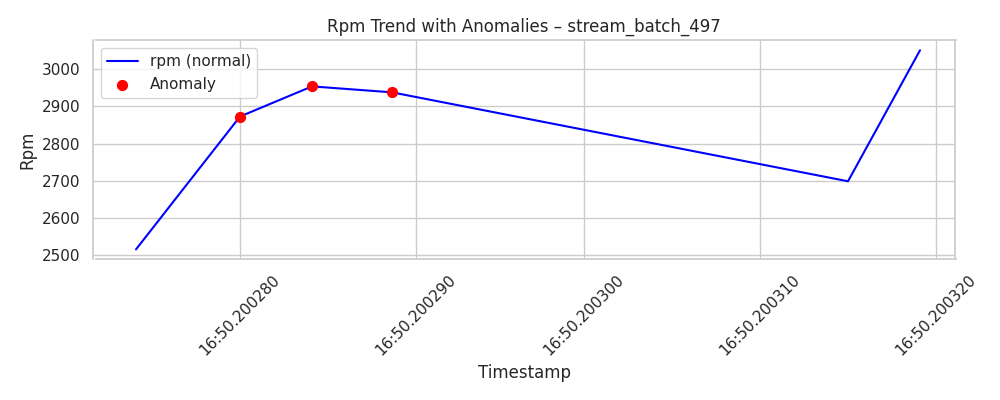 Rpm Trend with Anomalies – stream_batch_497
rpm (normal)
Anomaly
3000
2900
2800
2700
2600
2500
Rpm
16:50.200280
16:50.200290
16:50.200300
16:50.200310
16:50.200320
Timestamp